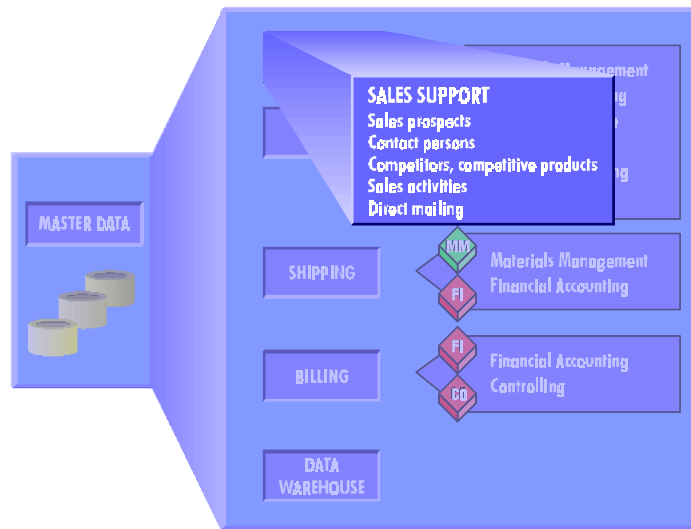 SALES SUPPORT
Sales prospects
Contact persons
Competitors, competitive products
Sales activities
Direct mailing
MASTER DATA
SHIPPING
MM
FI
Materials Management
Financial Accounting
BILLING
FI
CO
Financial Accounting
Controlling
DATA
WAREHOUSE